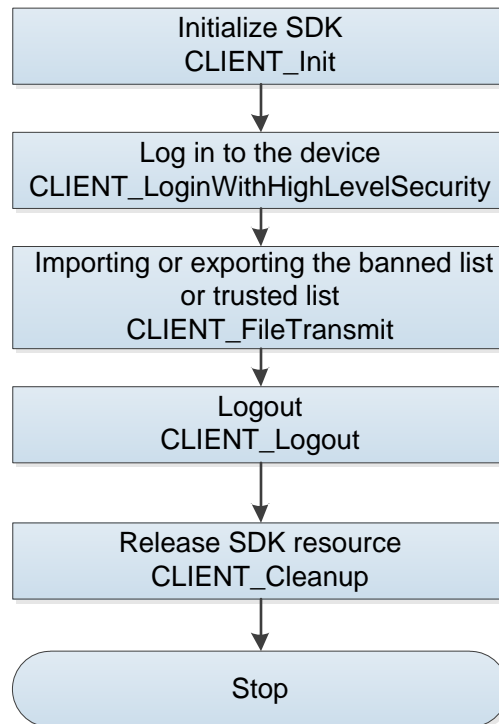 Initialize SDK
CLIENT_Init
Log in to the device
CLIENT_LoginWithHighLevelSecurity
Importing or exporting the banned list
or trusted list
CLIENT_FileTransmit
Logout
CLIENT_Logout
Release SDK resource
CLIENT_Cleanup
Stop